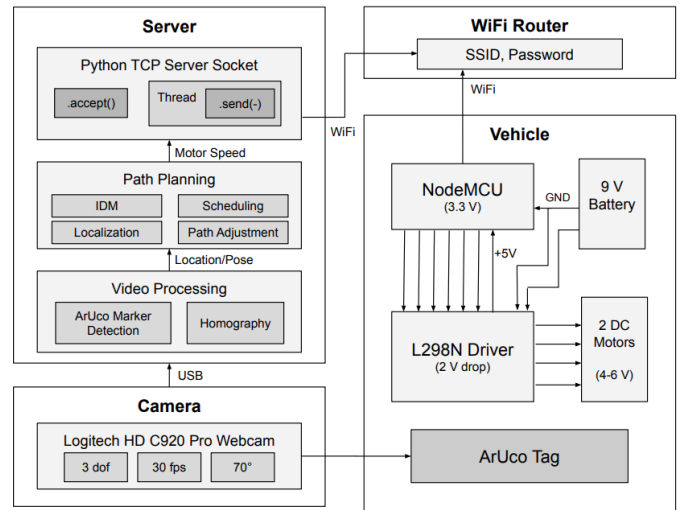 Server
Python TCP Server Socket
.accept()
Thread
.send(-)
Motor Speed
Path Planning
IDM
Scheduling
Localization
Path Adjustment
Location/Pose
Video Processing
ArUco Marker
Detection
Homography
USB
Camera
Logitech HD C920 Pro Webcam
3 dof
30 fps
70°
WiFi Router
SSID, Password
WiFi
WiFi
Vehicle
NodeMCU
(3.3 V)
GND
9 V
Battery
+5V
L298N Driver
(2 V drop)
2 DC
Motors
(4-6 V)
ArUco Tag